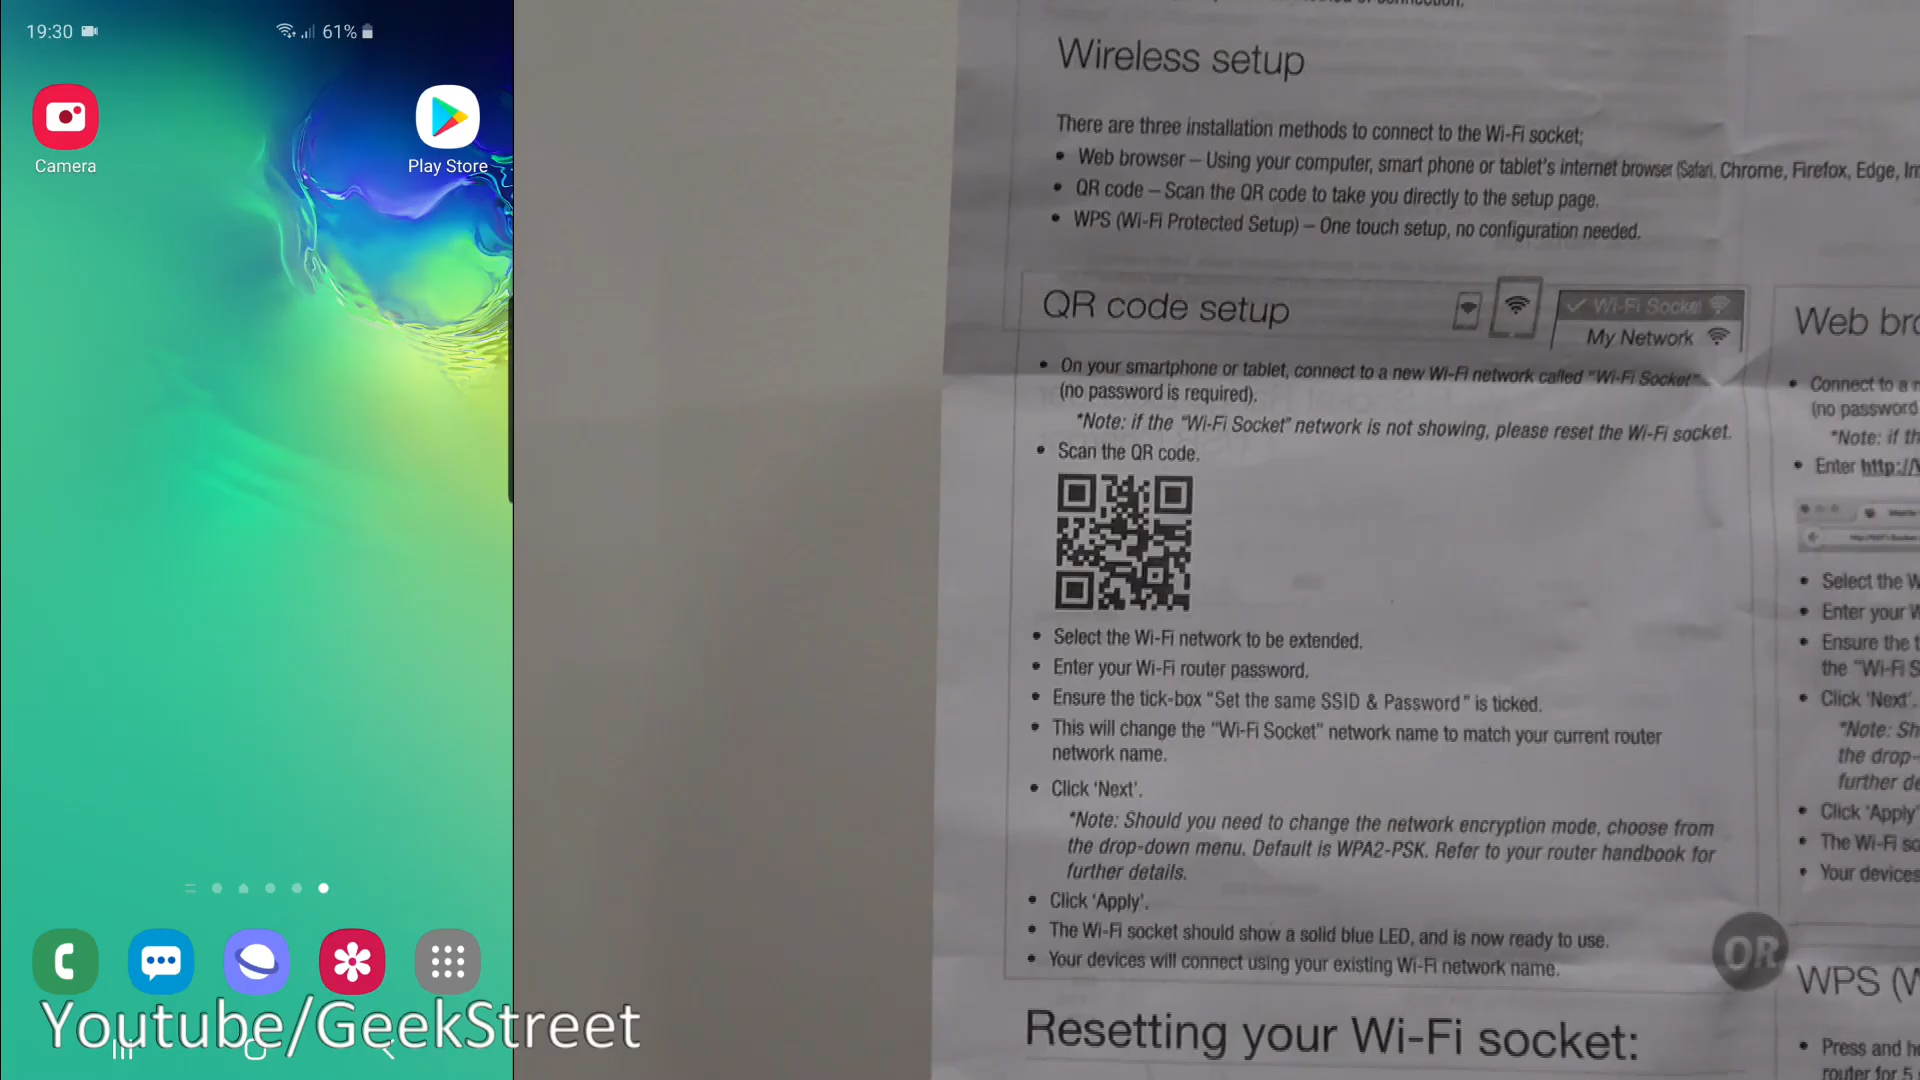 19:30
61%
Camera
Play Store
Youtube/GeekStreet
Wireless setup
There are three installation methods to connect to the Wi-Fi socket;
• Web browser – Using your computer, smart phone or tablet's internet browser (Safari, Chrome, Firefox, Edge,
• QR code – Scan the QR code to take you directly to the setup page.
• WPS (Wi-Fi Protected Setup) – One touch setup, no configuration needed.
QR code setup
Wi-Fi Socket
My Network
• On your smartphone or tablet, connect to a new Wi-Fi network called "Wi-Fi Socket"
(no password is required).
*Note: if the "Wi-Fi Socket" network is not showing, please reset the Wi-Fi socket.
• Scan the QR code.
• Select the Wi-Fi network to be extended.
• Enter your Wi-Fi router password.
• Ensure the tick-box "Set the same SSID & Password" is ticked.
• This will change the "Wi-Fi Socket" network name to match your current router
network name.
• Click 'Next'.
*Note: Should you need to change the network encryption mode, choose from
the drop-down menu. Default is WPA2-PSK. Refer to your router handbook for
further details.
• Click 'Apply'.
• The Wi-Fi socket should show a solid blue LED, and is now ready to use.
• Your devices will connect using your existing Wi-Fi network name.
Resetting your Wi-Fi socket:
OR
Web
• Connect to a
(no password
*Note: if
• Enter http://
• Select the
• Enter your
• Ensure the
the "Wi-Fi
• Click 'Next'.
*Note:
the drop-
further
• Click 'Apply'
• The Wi-Fi
• Your devices
WPS
• Press and
router for 5